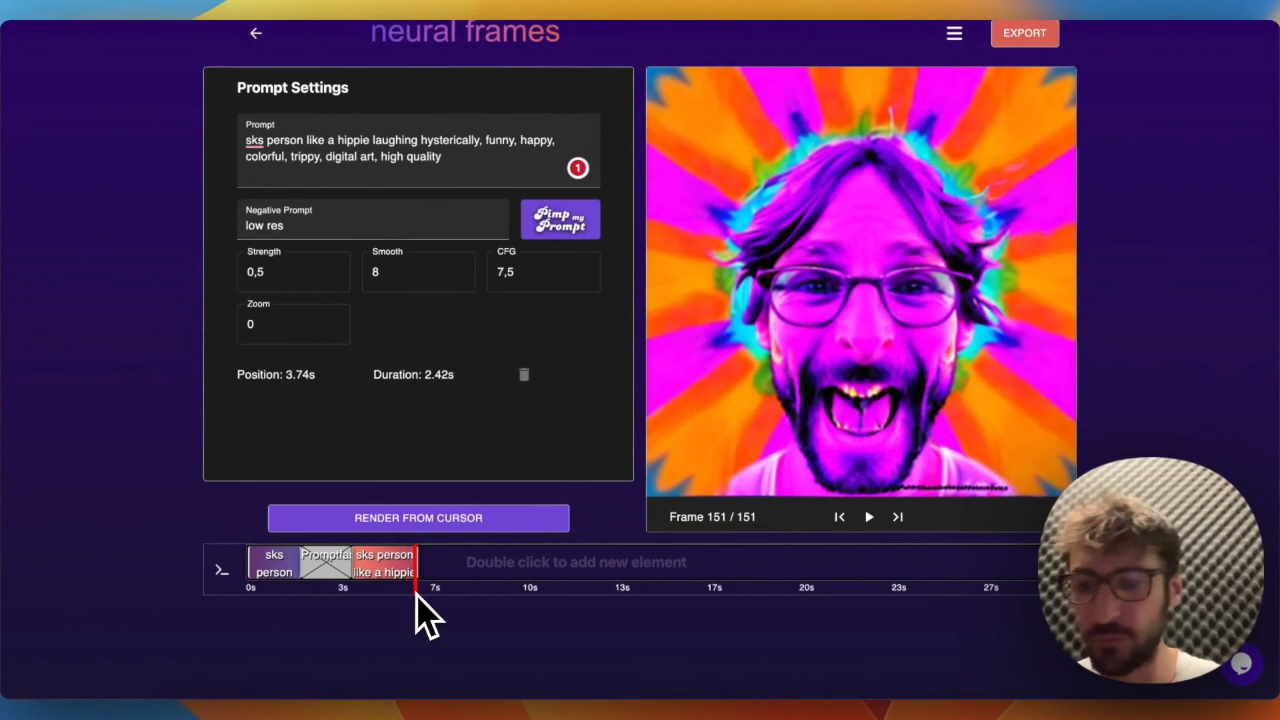 neural frames
EXPORT
Prompt Settings
Prompt
sks person like a hippie laughing hysterically, funny, happy,
colorful, trippy, digital art, high quality
1
Negative Prompt
low res
Pimp my
Prompt
Strength
0,5
Smooth
8
CFG
7,5
Zoom
0
Position: 3.74s
Duration: 2.42s
RENDER FROM CURSOR
Frame 151 / 151
sks
person
Promptfa
sks person
like a hippie
Double click to add new element
0s
3s
7s
10s
13s
17s
20s
23s
27s